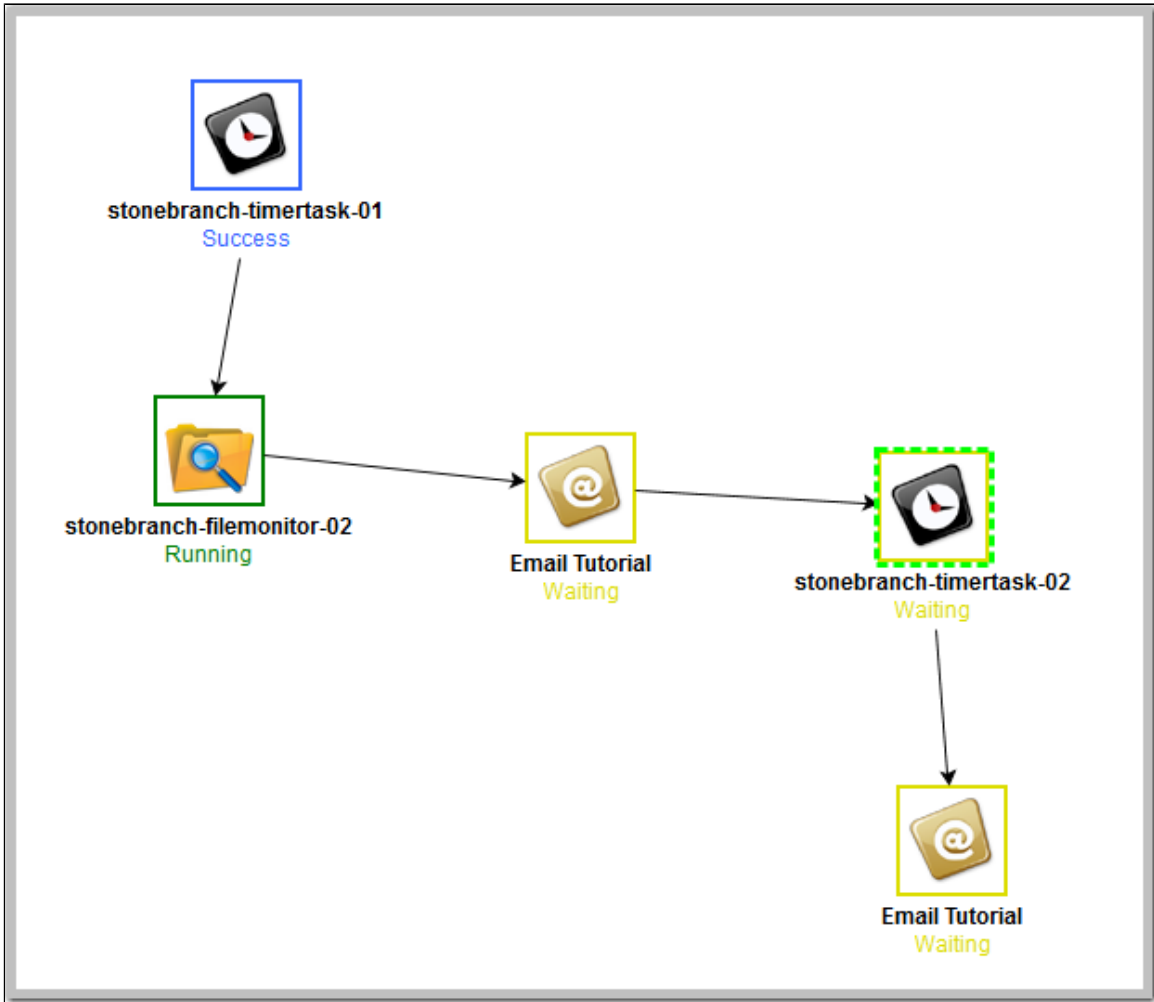 stonebranch-timertask-01
Success
stonebranch-filemonitor-02
Running
Email Tutorial
Waiting
stonebranch-timertask-02
Waiting
Email Tutorial
Waiting